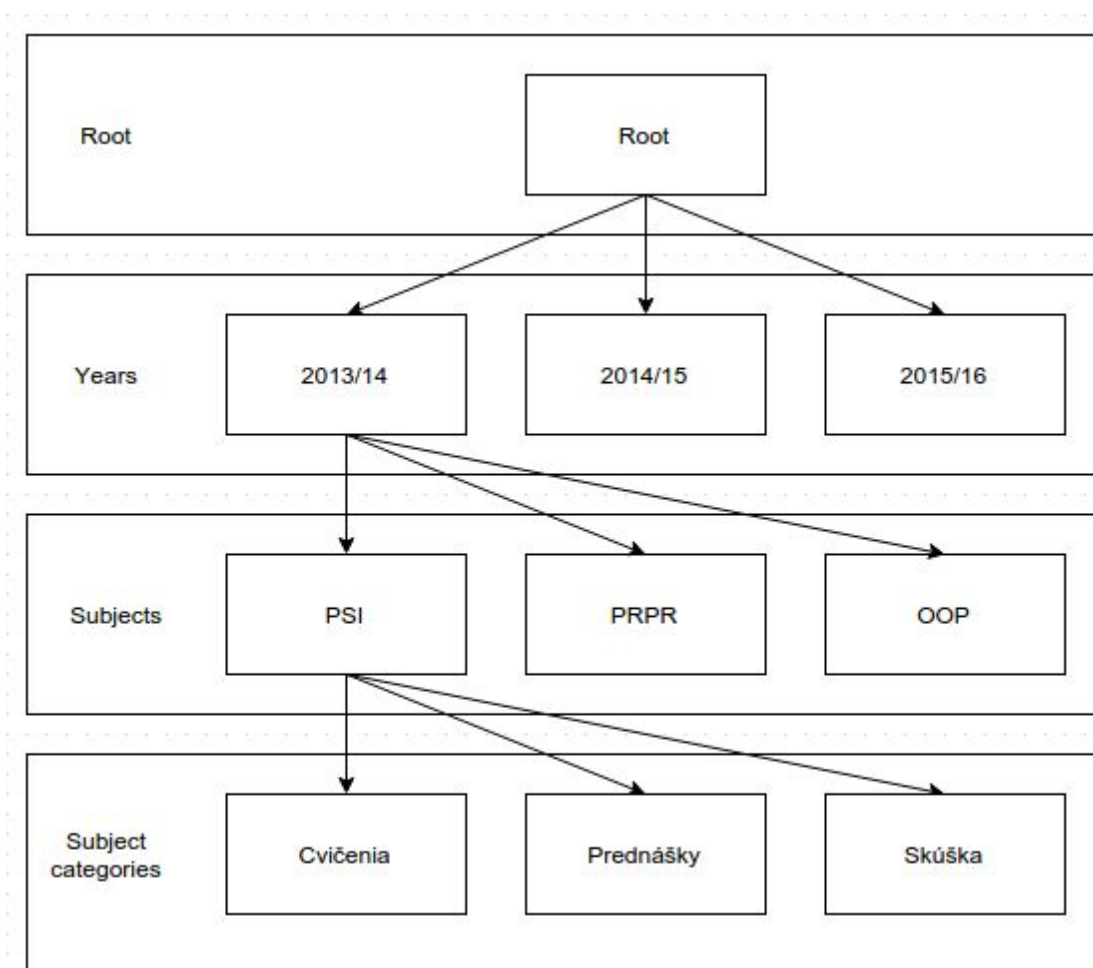 Root
Root
Years
2013/14
2014/15
2015/16
Subjects
PSI
PRPR
OOP
Subject
categories
Cvičenia
Prednášky
Skúška